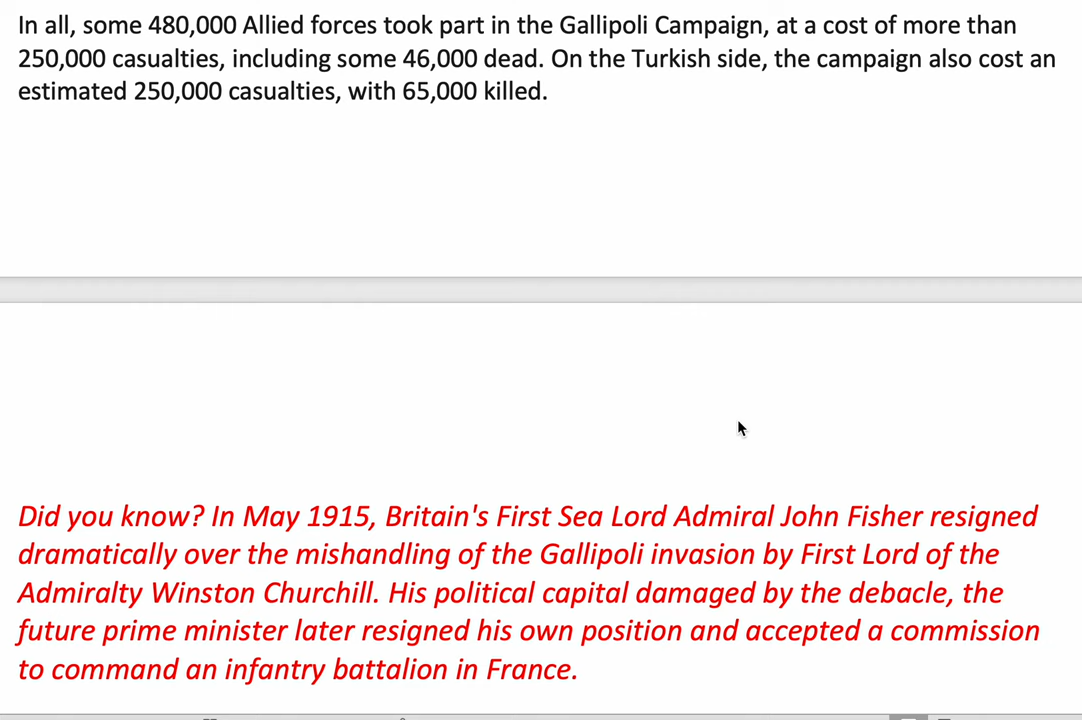 In all, some 480,000 Allied forces took part in the Gallipoli Campaign, at a cost of more than
250,000 casualties, including some 46,000 dead. On the Turkish side, the campaign also cost an
estimated 250,000 casualties, with 65,000 killed.
Did you know? In May 1915, Britain's First Sea Lord Admiral John Fisher resigned
dramatically over the mishandling of the Gallipoli invasion by First Lord of the
Admiralty Winston Churchill. His political capital damaged by the debacle, the
future prime minister later resigned his own position and accepted a commission
to command an infantry battalion in France.